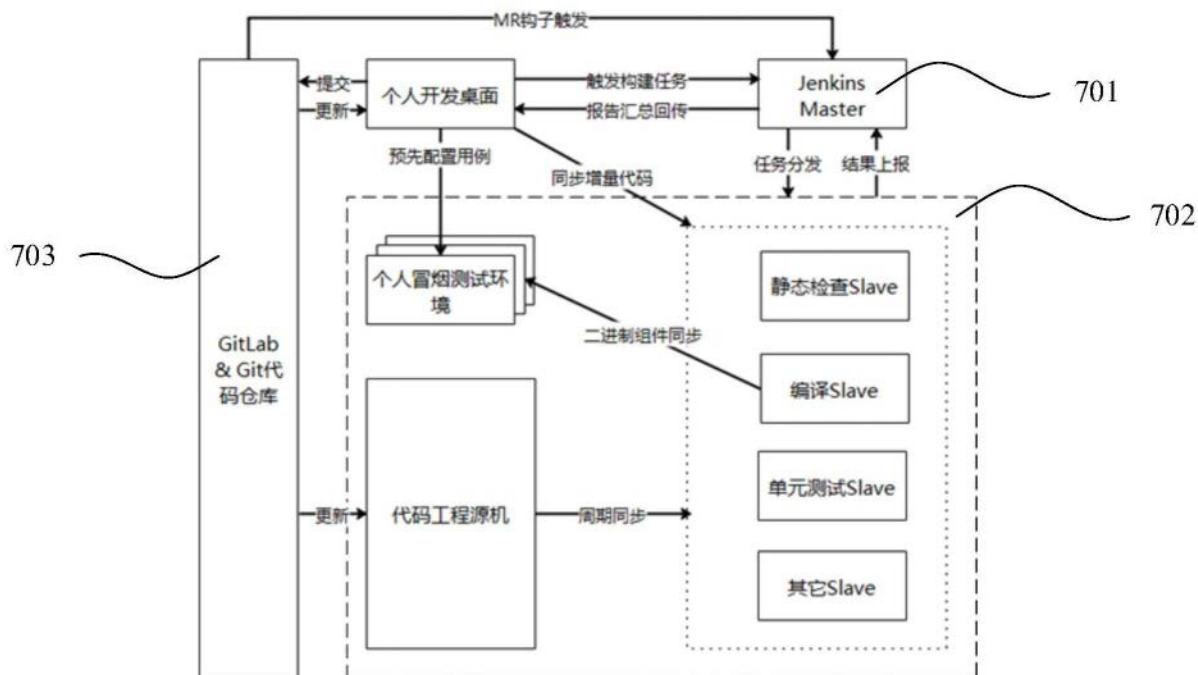 MR钩子触发
提交
个人开发桌面
触发构建任务
Jenkins
Master
701
更新
报告汇总回传
预先配置用例
同步增量代码
任务分发
结果上报
702
703
个人冒烟测试环
境
静态检查Slave
二进制组件同步
GitLab
& Git代
码仓库
编译Slave
单元测试Slave
更新
代码工程源机
周期同步
其它Slave